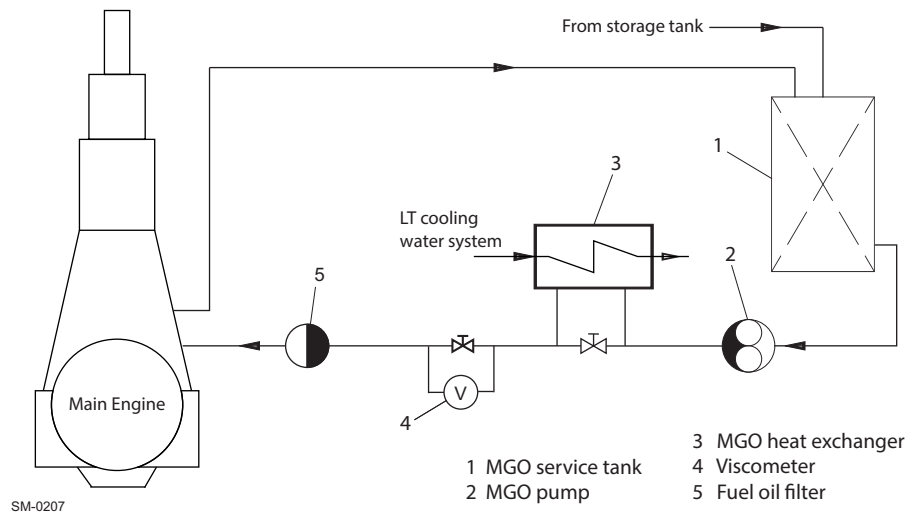 From storage tank
1
3
LT cooling
water system
2
5
Main Engine
V
4
1 MGO service tank
2 MGO pump
3 MGO heat exchanger
4 Viscometer
5 Fuel oil filter
SM-0207